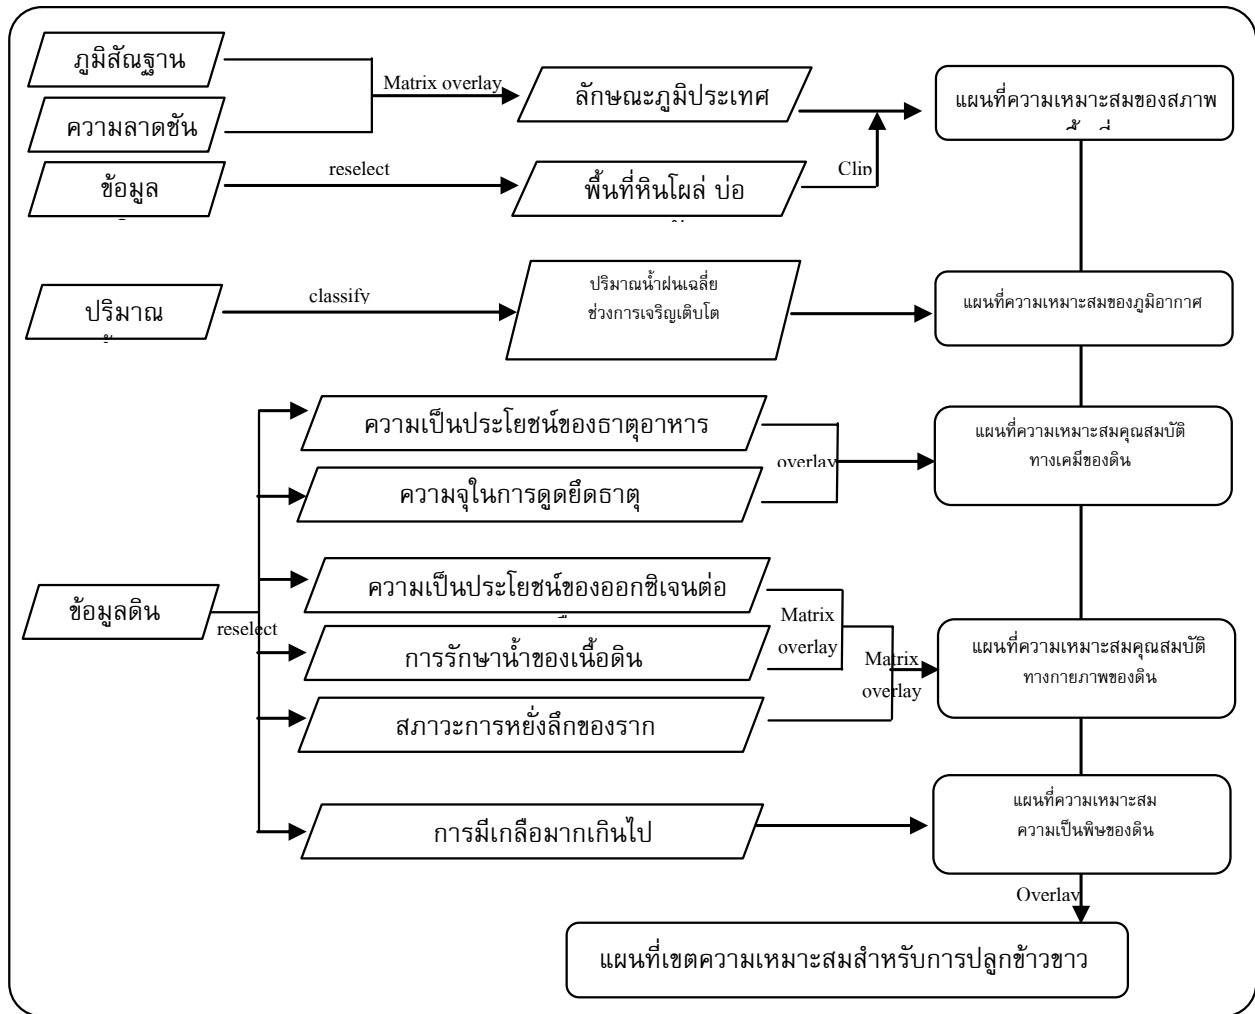 ภูมิสัณฐาน
Matrix overlay
ลักษณะภูมิประเทศ
แผนที่ความเหมาะสมของสภาพ
ความลาดชัน
ข้อมูล
reselect
พื้นที่หินโผล่ บ่อ
Clip
ปริมาณ
classify
ปริมาณน้ำฝนเฉลี่ย
ช่วงการเจริญเติบโต
แผนที่ความเหมาะสมของภูมิอากาศ
ความเป็นประโยชน์ของธาตุอาหาร
overlay
แผนที่ความเหมาะสมคุณสมบัติ
ทางเคมีของดิน
ความจุในการดูดยึดธาตุ
ข้อมูลดิน
reselect
ความเป็นประโยชน์ของออกซิเจนต่อ
Matrix
overlay
การรักษาน้ำของเนื้อดิน
Matrix
overlay
แผนที่ความเหมาะสมคุณสมบัติ
ทางกายภาพของดิน
สภาวะการหยั่งลึกของราก
แผนที่ความเหมาะสม
ความเป็นพิษของดิน
การมีเกลือมากเกินไป
Overlay
แผนที่เขตความเหมาะสมสำหรับการปลูกข้าวขาว